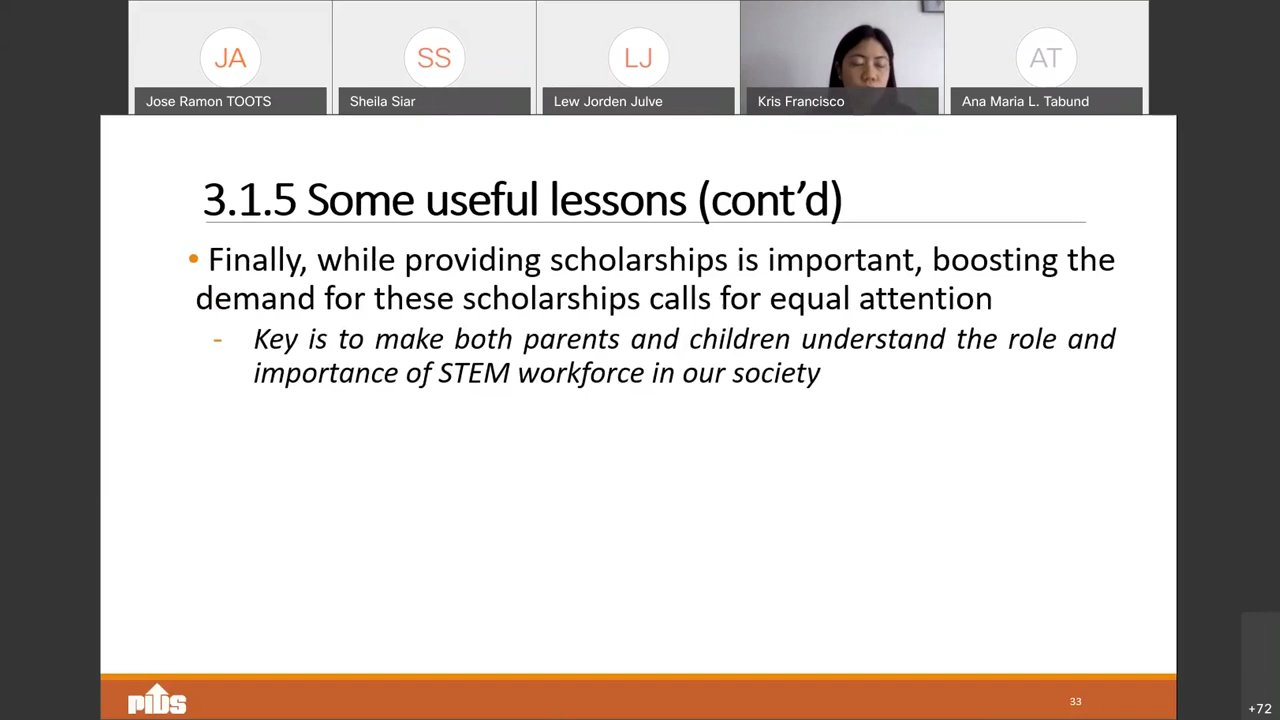 JA
SS
LJ
AT
Jose Ramon TOOTS
Sheila Siar
Lew Jorden Julve
Kris Francisco
Ana Maria L. Tabund
3.1.5 Some useful lessons (cont’d)
• Finally, while providing scholarships is important, boosting the
demand for these scholarships calls for equal attention
- Key is to make both parents and children understand the role and
importance of STEM workforce in our society
PIDS
33
+72